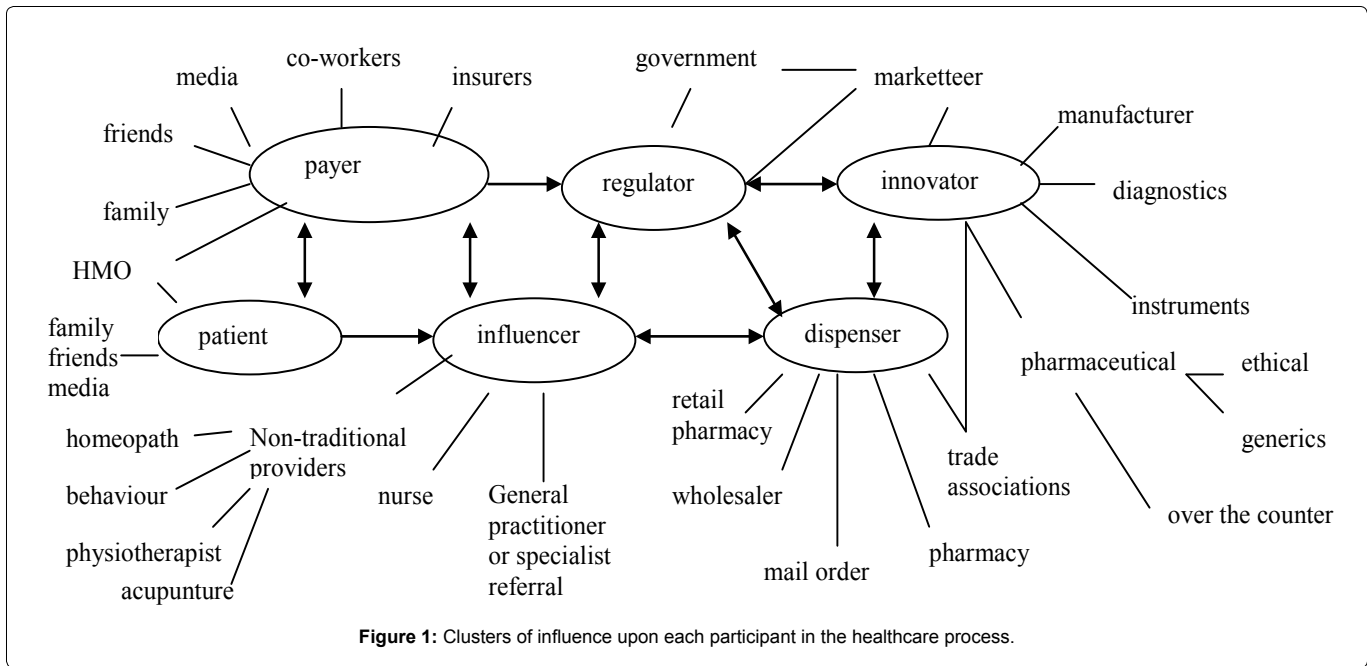 co-workers
government
media
insurers
marketteer
manufacturer
friends
payer
regulator
innovator
diagnostics
family
HMO
instruments
family
friends
media
patient
influencer
dispenser
pharmaceutical
ethical
retail
pharmacy
generics
homeopath
Non-traditional
providers
trade
associations
behaviour
nurse
General
practitioner
or specialist
referral
wholesaler
over the counter
physiotherapist
pharmacy
mail order
acupunture
Figure 1: Clusters of influence upon each participant in the healthcare process.